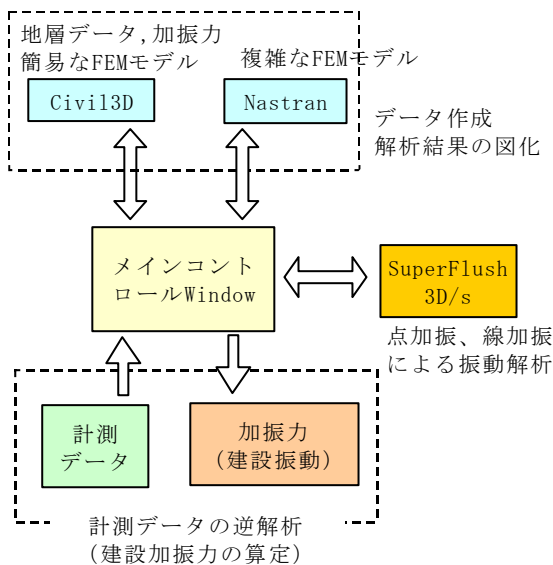 地層データ,加振力
簡易なFEMモデル
複雑なFEMモデル
Civil3D
Nastran
データ作成
解析結果の図化
メインコント
ロールWindow
SuperFlush
3D/s
点加振、線加振
による振動解析
計測
データ
加振力
(建設振動)
計測データの逆解析
(建設加振力の算定)